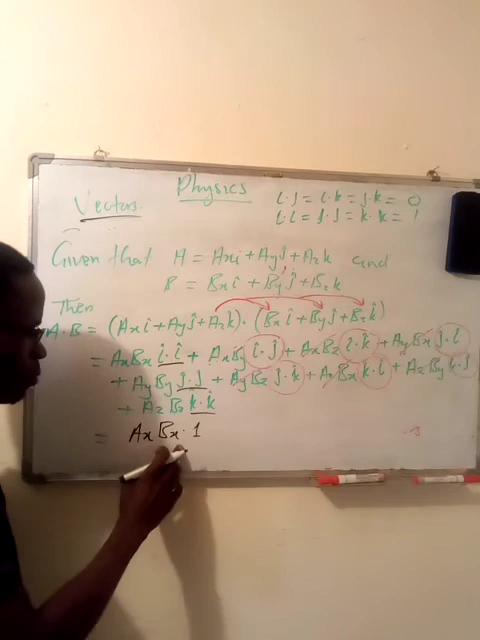 Physics
Vectors.
i·j = i·k = j·k = 0
i·i = j·j = k·k = 1
Given that A = Axi + Ayj + Azk and
B = Bxi + Byj + Bzk
Then
A·B = (Axi + Ayj + Azk) · (Bxi + Byj + Bzk)
= AxBx i·i + AxBy i·j + AxBz i·k + AyBx j·i
+ AyBy j·j + AyBz j·k + AzBx k·i + AzBy k·j
+ AzBz k·k
= AxBx·1